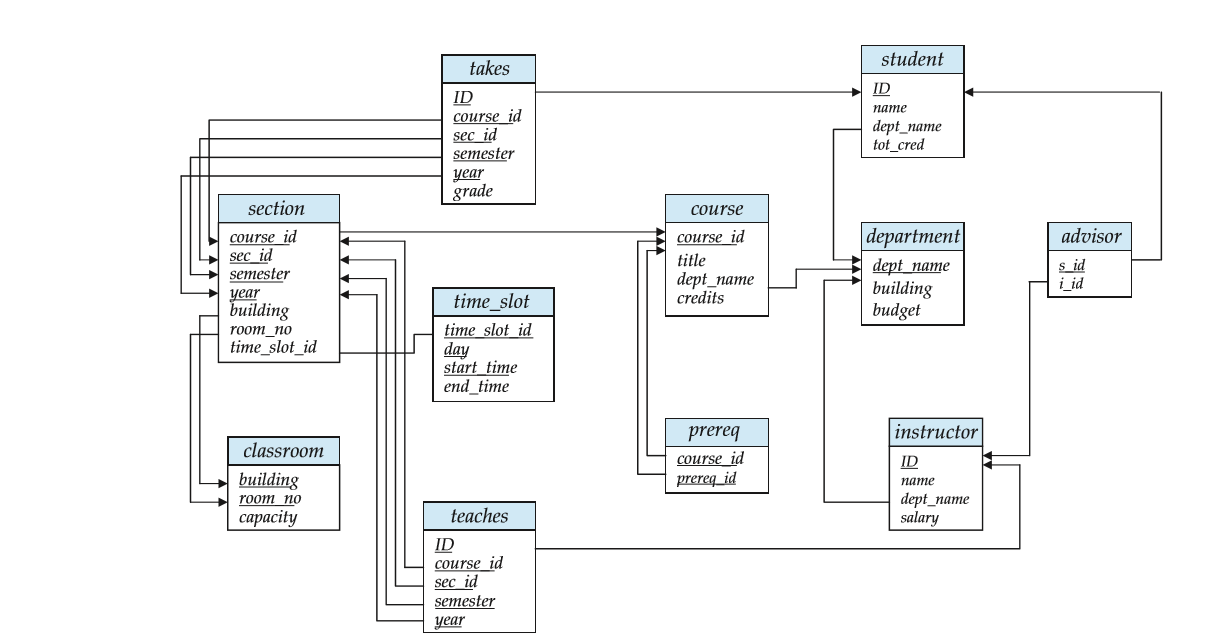 takes
ID
course_id
sec_id
semester
year
grade
student
ID
name
dept_name
tot_cred
section
course_id
sec_id
semester
year
building
room_no
time_slot_id
course
course_id
title
dept_name
credits
department
dept_name
building
budget
advisor
s_id
i_id
time_slot
time_slot_id
day
start_time
end_time
prereq
course_id
prereq_id
instructor
ID
name
dept_name
salary
classroom
building
room_no
capacity
teaches
ID
course_id
sec_id
semester
year